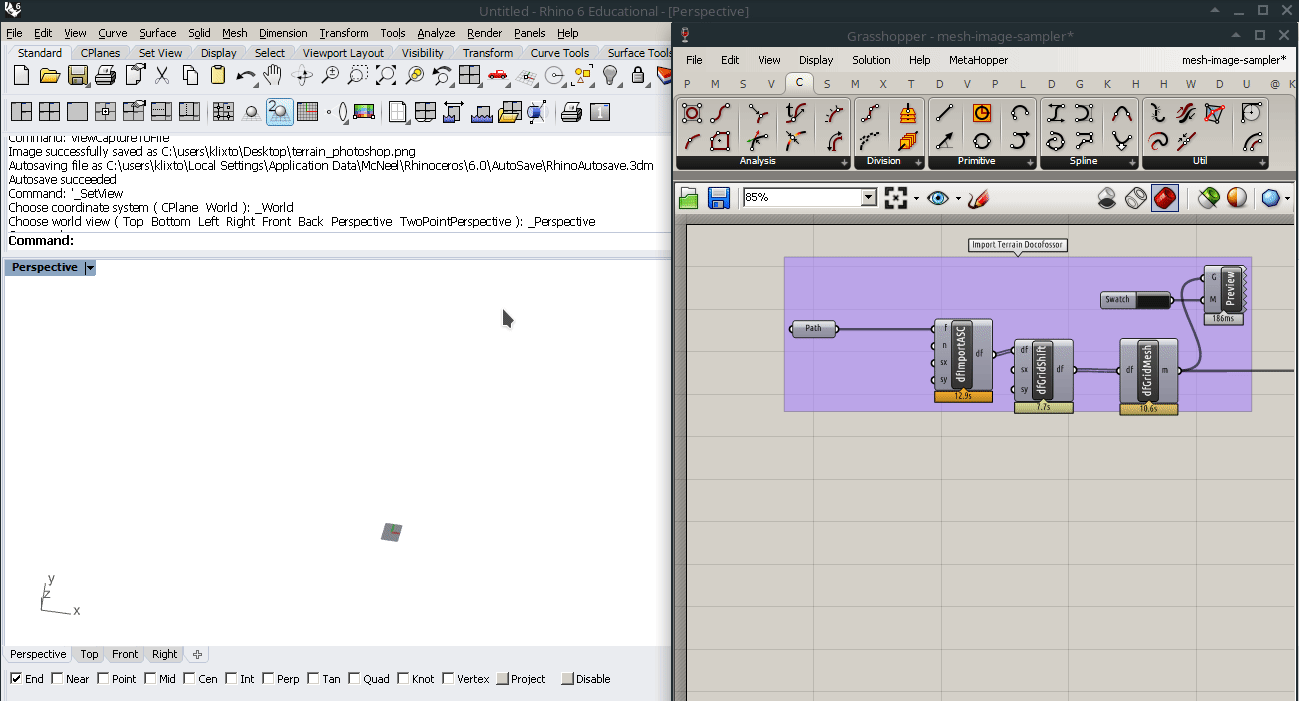 Untitled - Rhino 6 Educational - [Perspective]
File Edit View Curve Surface Solid Mesh Dimension Transform Tools Analyze Render Panels Help
Standard CPlanes Set View Display Select Viewport Layout Visibility Transform Curve Tools Surface Tools
Command: ViewCaptureToFile
Image successfully saved as C:\users\klixto\Desktop\terrain_photoshop.png
Autosaving file as C:\users\klixto\Local Settings\Application Data\McNeel\Rhinoceros\6.0\AutoSave\RhinoAutosave.3dm
Autosave succeeded
Command: '_SetView
Choose coordinate system ( CPlane World ): _World
Choose world view ( Top Bottom Left Right Front Back Perspective TwoPointPerspective ): _Perspective
Command:
Perspective
y
z
x
Perspective Top Front Right
End Near Point Mid Cen Int Perp Tan Quad Knot Vertex Project Disable
Grasshopper - mesh-image-sampler*
File Edit View Display Solution Help MetaHopper mesh-image-sampler*
P M S V C S M X T D S G K H K W D U @ K
Analysis Division Primitive Spline Util
85%
Import Terrain Docofossor
Path
f
n
sx
sy
dfImportASC
df
12.9s
df
sx
sy
dfGridShift
df
7.7s
df
dfGridMesh
m
10.6s
Swatch
G
M
Preview
186ms